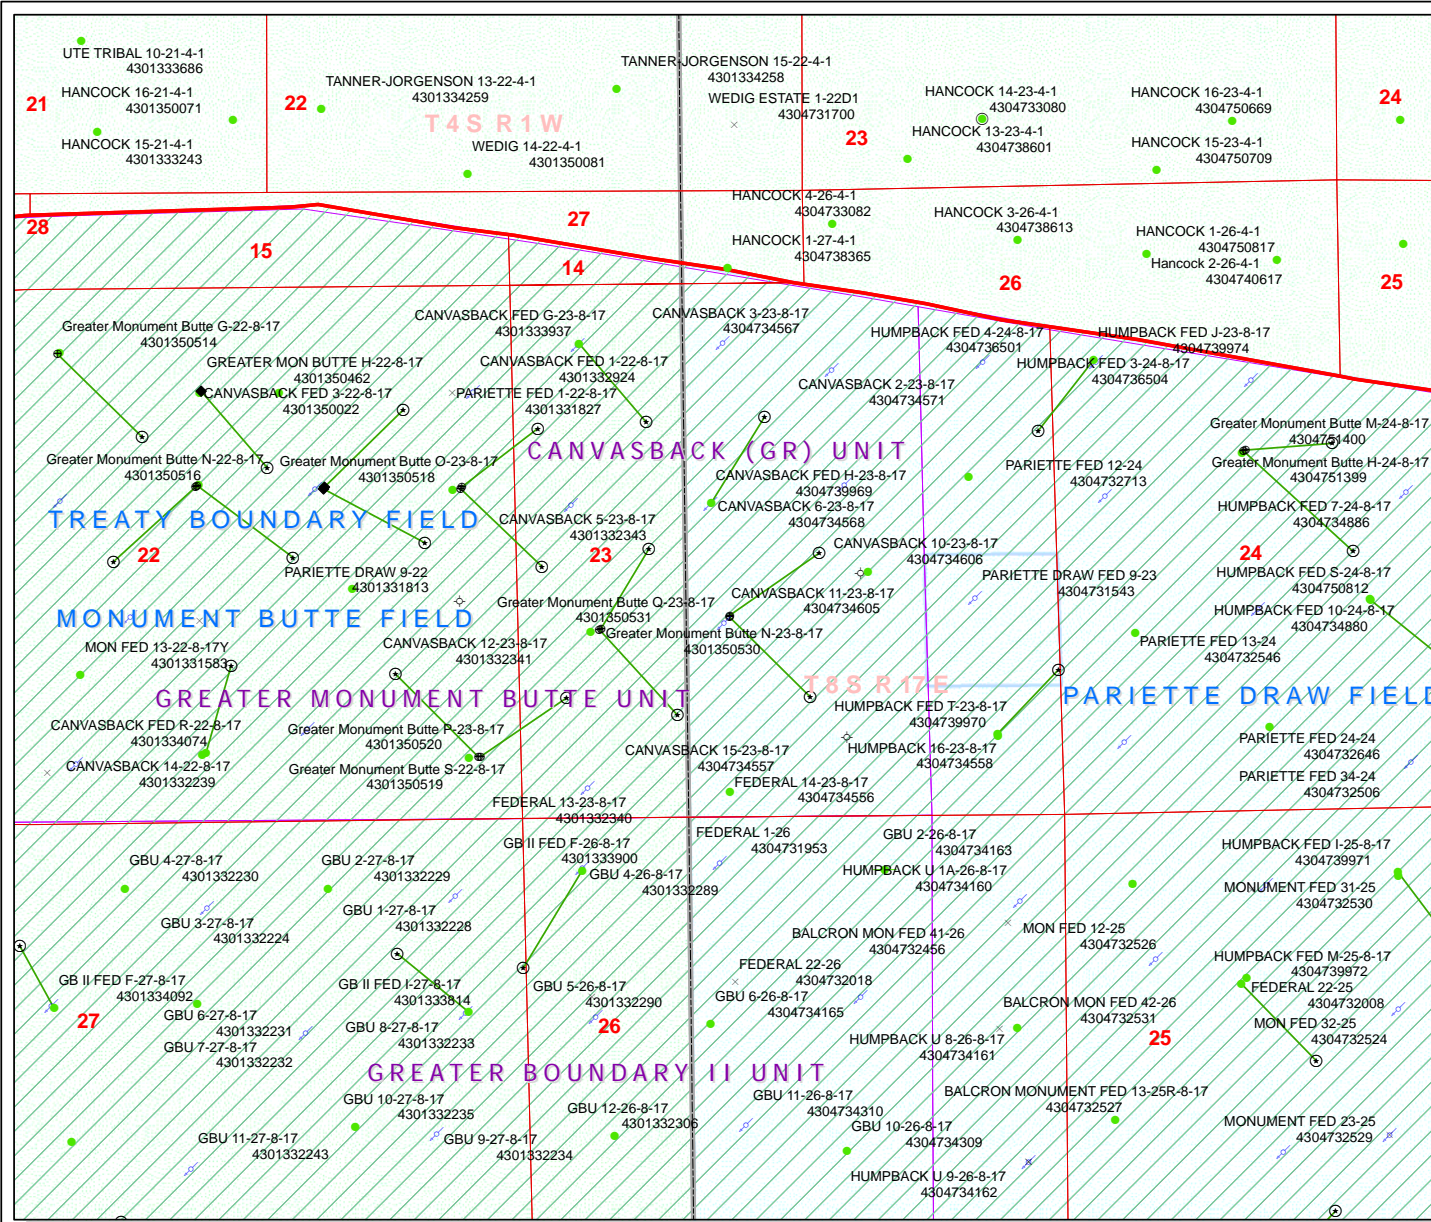 UTE TRIBAL 10-21-4-1
4301333686
HANCOCK 16-21-4-1
4301350071
HANCOCK 15-21-4-1
4301333243
21
22
TANNER-JORGENSON 13-22-4-1
4301334259
TANNER-JORGENSON 15-22-4-1
4301334258
WEDIG ESTATE 1-22D1
4304731700
T4S R1W
WEDIG 14-22-4-1
4301350081
23
HANCOCK 14-23-4-1
4304733080
HANCOCK 13-23-4-1
4304738601
HANCOCK 16-23-4-1
4304750669
HANCOCK 15-23-4-1
4304750709
24
28
15
27
14
HANCOCK 4-26-4-1
4304733082
HANCOCK 1-27-4-1
4304738365
HANCOCK 3-26-4-1
4304738613
26
HANCOCK 1-26-4-1
4304750817
Hancock 2-26-4-1
4304740617
25
Greater Monument Butte G-22-8-17
4301350514
GREATER MON BUTTE H-22-8-17
4301350462
CANVASBACK FED 3-22-8-17
4301350022
CANVASBACK FED G-23-8-17
4301333937
CANVASBACK FED 1-22-8-17
4301332924
PARIETTE FED 1-22-8-17
4301331827
CANVASBACK 3-23-8-17
4304734567
CANVASBACK 2-23-8-17
4304734571
HUMPBACK FED 4-24-8-17
4304736501
HUMPBACK FED J-23-8-17
4304739974
HUMPBACK FED 3-24-8-17
4304736504
Greater Monument Butte M-24-8-17
4304751400
Greater Monument Butte H-24-8-17
4304751399
CANVASBACK (GR) UNIT
Greater Monument Butte N-22-8-17
4301350516
Greater Monument Butte O-23-8-17
4301350518
CANVASBACK FED H-23-8-17
4304739969
CANVASBACK 6-23-8-17
4304734568
PARIETTE FED 12-24
4304732713
HUMPBACK FED 7-24-8-17
4304734886
TREATY BOUNDARY FIELD
CANVASBACK 5-23-8-17
4301332343
22
23
24
CANVASBACK 10-23-8-17
4304734606
PARIETTE DRAW 9-22
4301331813
PARIETTE DRAW FED 9-23
4304731543
HUMPBACK FED S-24-8-17
4304750812
HUMPBACK FED 10-24-8-17
4304734880
MONUMENT BUTTE FIELD
Greater Monument Butte Q-23-8-17
4301350531
CANVASBACK 11-23-8-17
4304734605
Greater Monument Butte N-23-8-17
4301350530
PARIETTE FED 13-24
4304732546
MON FED 13-22-8-17Y
4301331583
CANVASBACK 12-23-8-17
4301332341
T8S R17E
GREATER MONUMENT BUTTE UNIT
PARIETTE DRAW FIELD
CANVASBACK FED R-22-8-17
4301334074
CANVASBACK 14-22-8-17
4301332239
Greater Monument Butte P-23-8-17
4301350520
Greater Monument Butte S-22-8-17
4301350519
HUMPBACK FED T-23-8-17
4304739970
HUMPBACK 16-23-8-17
4304734558
CANVASBACK 15-23-8-17
4304734557
FEDERAL 14-23-8-17
4304734556
PARIETTE FED 24-24
4304732646
PARIETTE FED 34-24
4304732506
FEDERAL 13-23-8-17
4301332340
GBU 4-27-8-17
4301332230
GBU 2-27-8-17
4301332229
GB II FED F-26-8-17
4301333900
GBU 4-26-8-17
4301332289
FEDERAL 1-26
4304731953
GBU 2-26-8-17
4304734163
HUMPBACK U 1A-26-8-17
4304734160
HUMPBACK FED I-25-8-17
4304739971
MONUMENT FED 31-25
4304732530
GBU 3-27-8-17
4301332224
GBU 1-27-8-17
4301332228
BALCRON MON FED 41-26
4304732456
MON FED 12-25
4304732526
GB II FED F-27-8-17
4301334092
GB II FED I-27-8-17
4301333814
GBU 5-26-8-17
4301332290
FEDERAL 22-26
4304732018
GBU 6-26-8-17
4304734165
HUMPBACK FED M-25-8-17
4304739972
FEDERAL 22-25
4304732008
27
GBU 6-27-8-17
4301332231
GBU 7-27-8-17
4301332232
GBU 8-27-8-17
4301332233
26
HUMPBACK U 8-26-8-17
4304734161
BALCRON MON FED 42-26
4304732531
25
MON FED 32-25
4304732524
GREATER BOUNDARY II UNIT
GBU 10-27-8-17
4301332235
GBU 12-26-8-17
4301332306
GBU 11-26-8-17
4304734310
BALCRON MONUMENT FED 13-25R-8-17
4304732527
GBU 11-27-8-17
4301332243
GBU 9-27-8-17
4301332234
GBU 10-26-8-17
4304734309
MONUMENT FED 23-25
4304732529
HUMPBACK U 9-26-8-17
4304734162